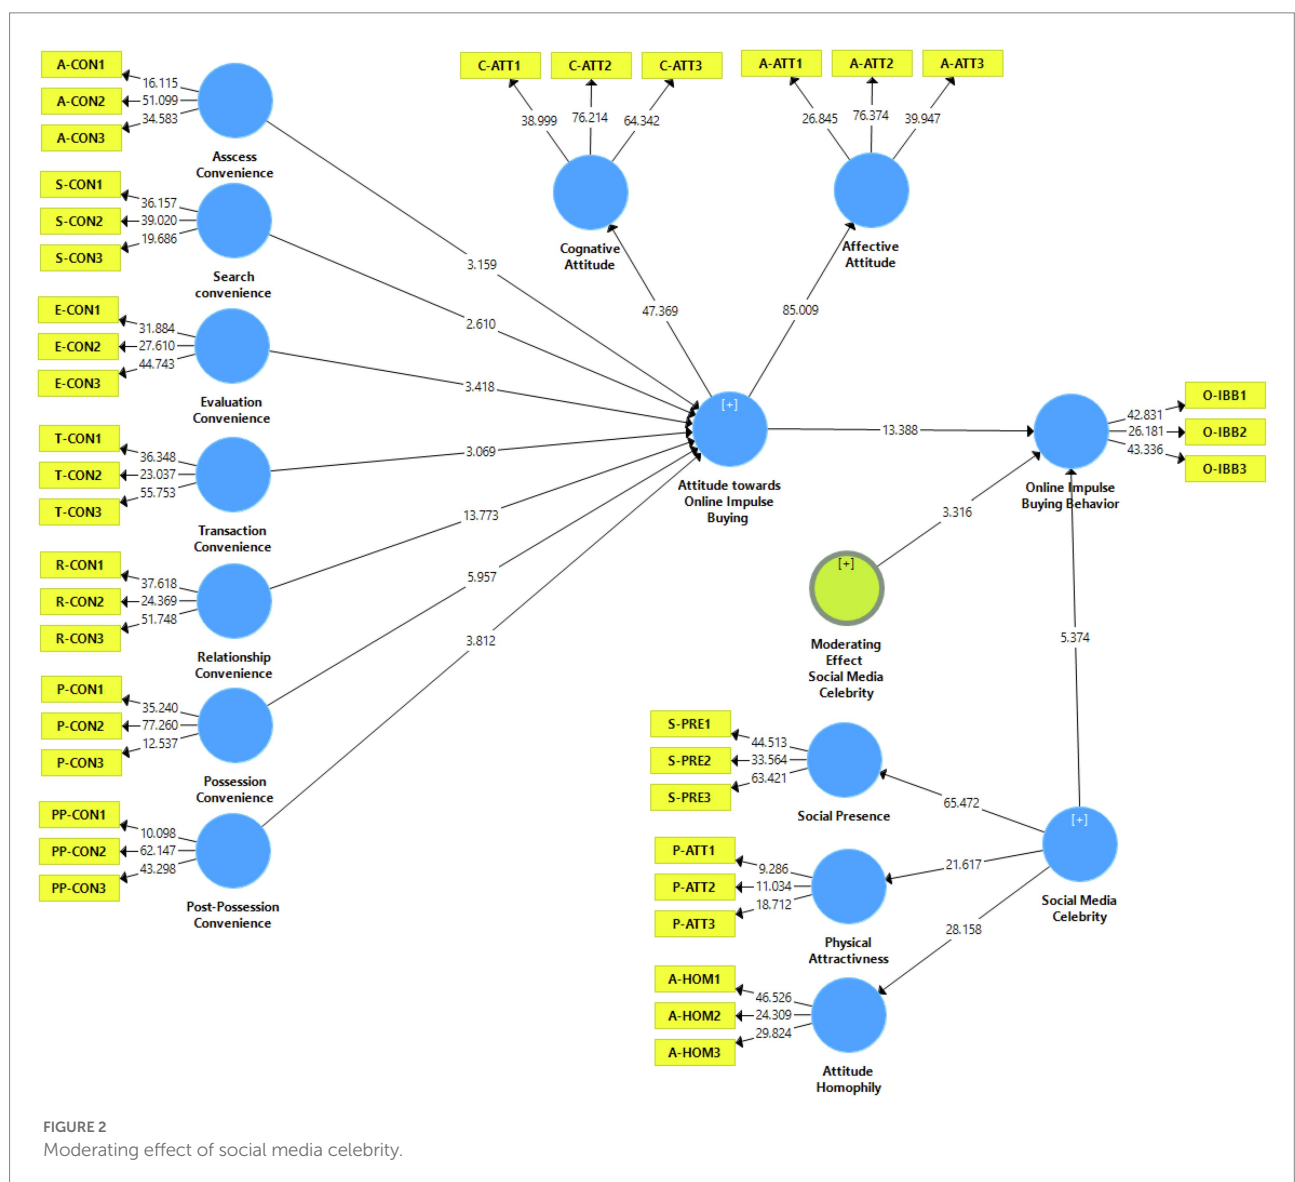 A-CON1
A-CON2
A-CON3
16.115
51.099
34.583
Asscess
Convenience
S-CON1
S-CON2
S-CON3
36.157
39.020
19.686
Search
convenience
E-CON1
E-CON2
E-CON3
31.884
27.610
44.743
Evaluation
Convenience
T-CON1
T-CON2
T-CON3
36.348
23.037
55.753
Transaction
Convenience
R-CON1
R-CON2
R-CON3
37.618
24.369
51.748
Relationship
Convenience
P-CON1
P-CON2
P-CON3
35.240
77.260
12.537
Possession
Convenience
PP-CON1
PP-CON2
PP-CON3
10.098
62.147
43.298
Post-Possession
Convenience
3.159
2.610
3.418
3.069
13.773
5.957
3.812
C-ATT1
C-ATT2
C-ATT3
38.999
76.214
64.342
Cognative
Attitude
A-ATT1
A-ATT2
A-ATT3
26.845
76.374
39.947
Affective
Attitude
47.369
85.009
[+]
Attitude towards
Online Impulse
Buying
13.388
O-IBB1
O-IBB2
O-IBB3
42.831
26.181
43.336
Online Impulse
Buying Behavior
3.316
[+]
Moderating
Effect
Social Media
Celebrity
5.374
S-PRE1
S-PRE2
S-PRE3
44.513
33.564
63.421
Social Presence
65.472
P-ATT1
P-ATT2
P-ATT3
9.286
11.034
18.712
Physical
Attractivness
21.617
[+]
Social Media
Celebrity
28.158
A-HOM1
A-HOM2
A-HOM3
46.526
24.309
29.824
Attitude
Homophily
FIGURE 2
Moderating effect of social media celebrity.